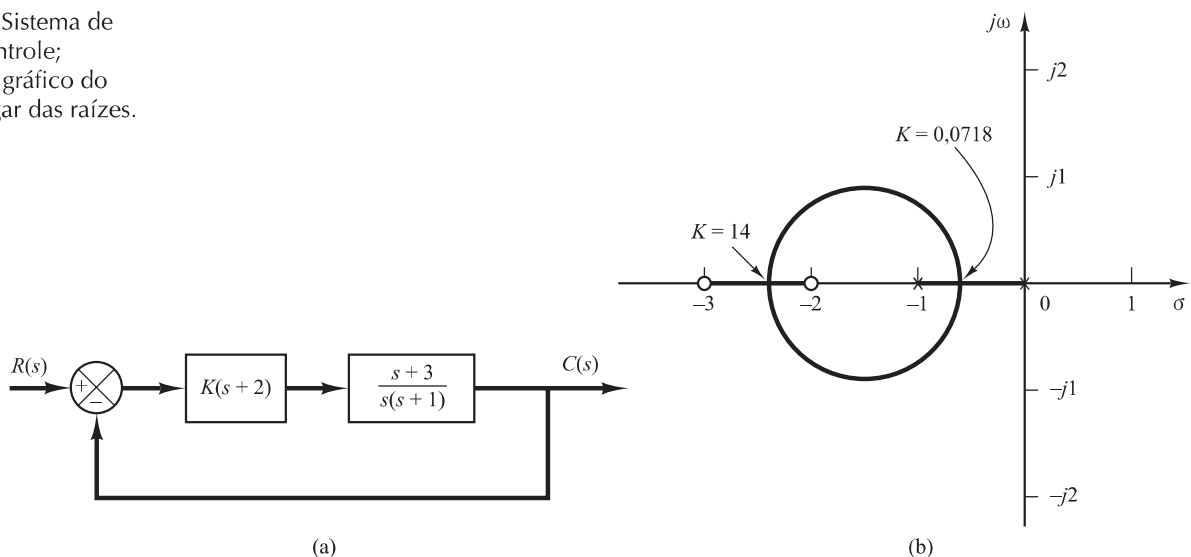 Sistema de
ntrole;
gráfico do
gar das raízes.
R(s)
+
−
K(s + 2)
s + 3
s(s + 1)
C(s)
(a)
jω
j2
K = 0,0718
j1
K = 14
−3
−2
−1
0
1
σ
−j1
−j2
(b)